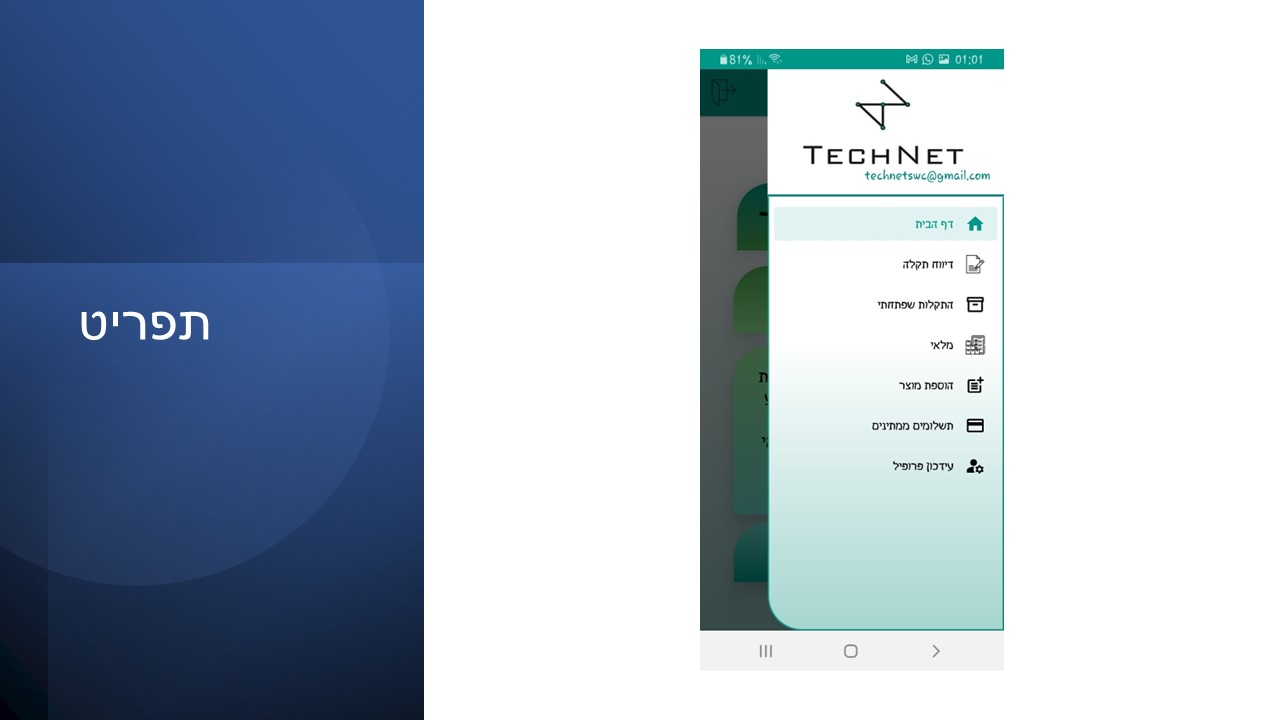 תפריט
81%
01:01
TECHNET
technetswc@gmail.com
דף הבית
דיווח תקלה
התקלות שפתחתי
מלאי
הוספת מוצר
תשלומים ממתינים
עידכון פרופיל